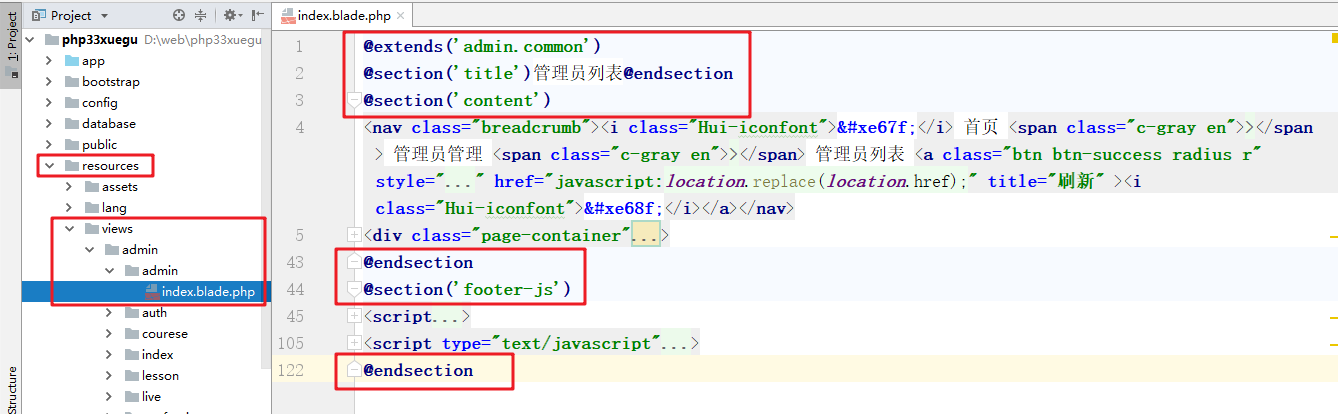 1: Project
Structure
Project
php33xuegu D:\web\php33xuegu
app
bootstrap
config
database
public
resources
assets
lang
views
admin
admin
index.blade.php
auth
courese
index
lesson
live
index.blade.php
1 @extends('admin.common')
2 @section('title')管理员列表@endsection
3 @section('content')
4 <nav class="breadcrumb"><i class="Hui-iconfont">&#xe67f;</i> 首页 <span class="c-gray en">></span
> 管理员管理 <span class="c-gray en">></span> 管理员列表 <a class="btn btn-success radius r"
style="..." href="javascript:location.replace(location.href);" title="刷新" ><i
class="Hui-iconfont">&#xe68f;</i></a></nav>
5 <div class="page-container"...>
43 @endsection
44 @section('footer-js')
45 <script...>
105 <script type="text/javascript"...>
122 @endsection